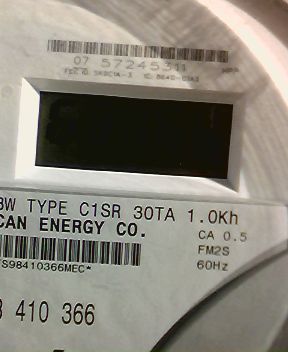 07 57245311
3W TYPE C1SR 30TA 1.0Kh
CAN ENERGY CO.
CA 0.5
FM2S
60Hz
S98410366MEC*
8 410 366